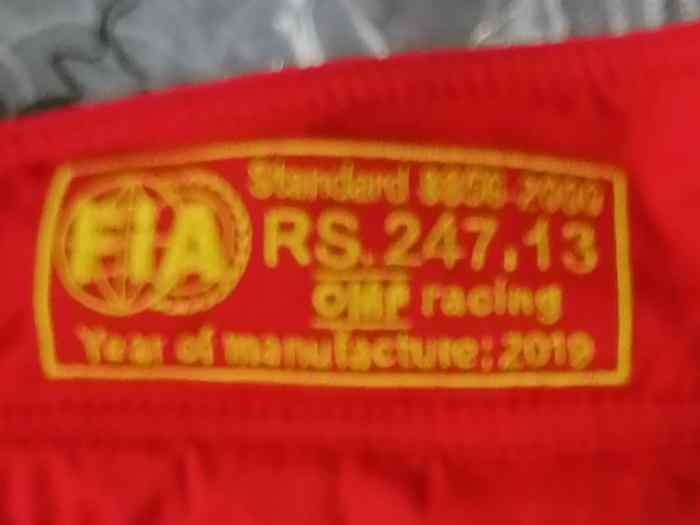 FIA
Standard 8856-2000
RS.247.13
OMP racing
Year of manufacture: 2019